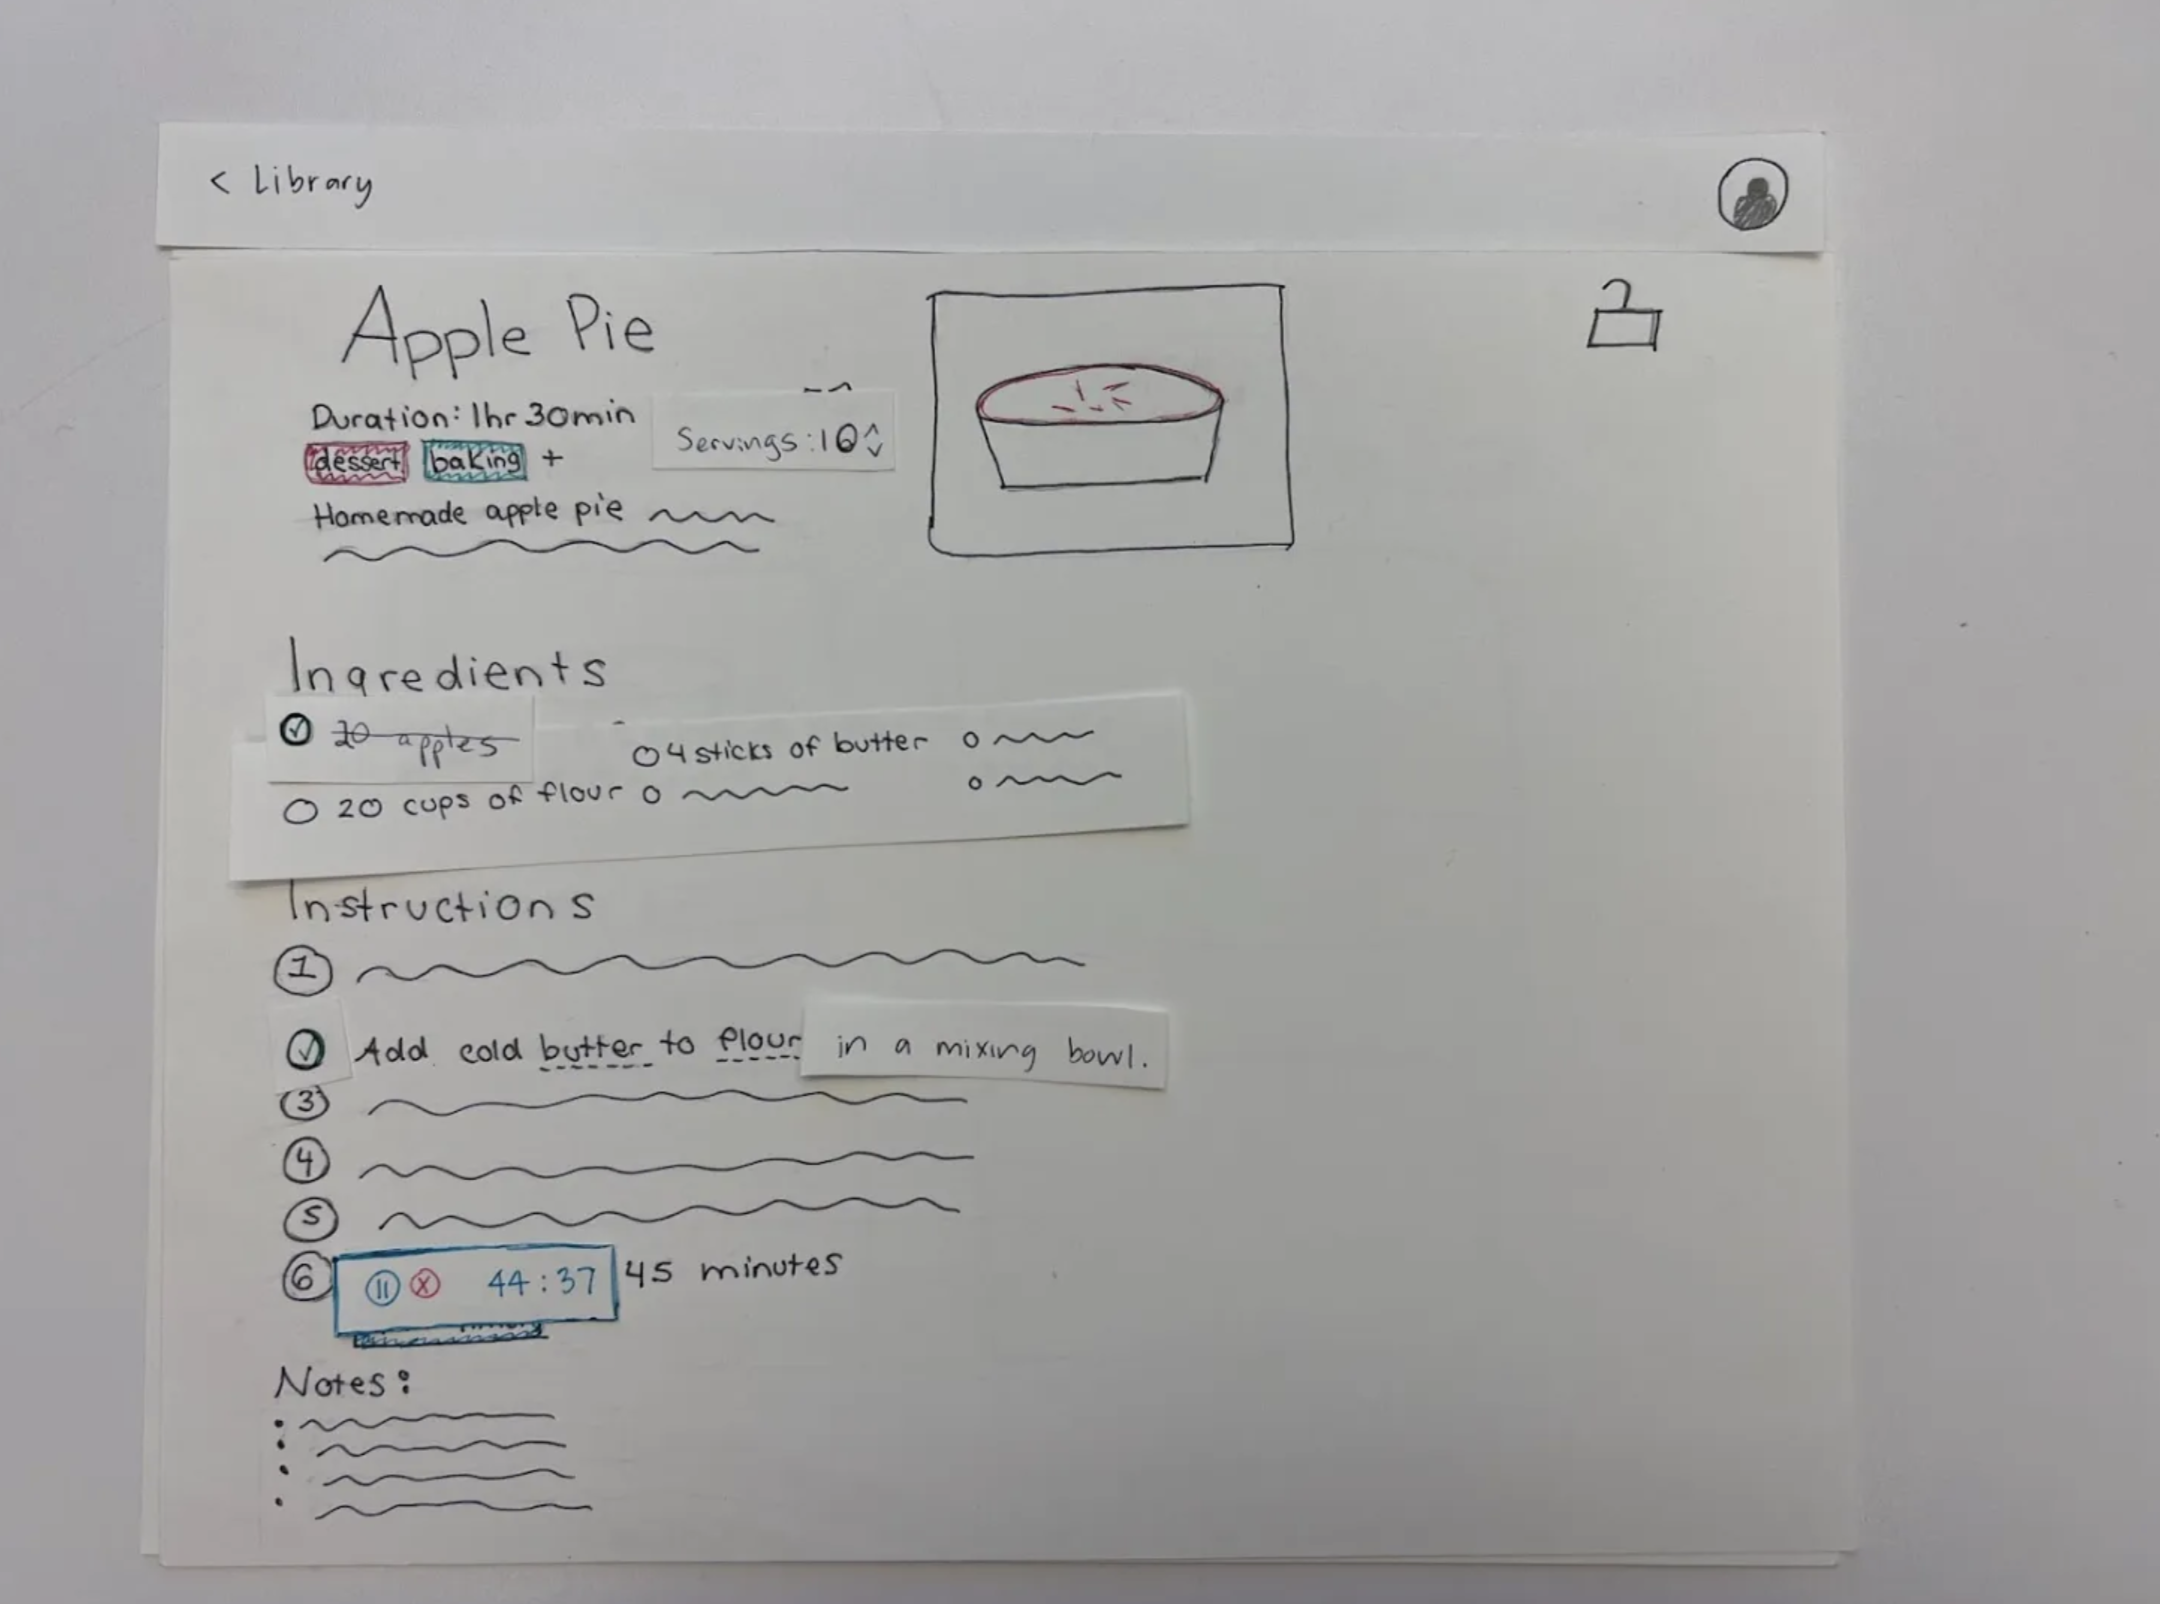 < Library
Apple Pie
Duration: 1hr 30min
Servings: 10
dessert baking +
Homemade apple pie
Ingredients
20 apples
4 sticks of butter
20 cups of flour
Instructions
1
Add cold butter to flour in a mixing bowl.
3
4
5
6 44:37 45 minutes
Notes: